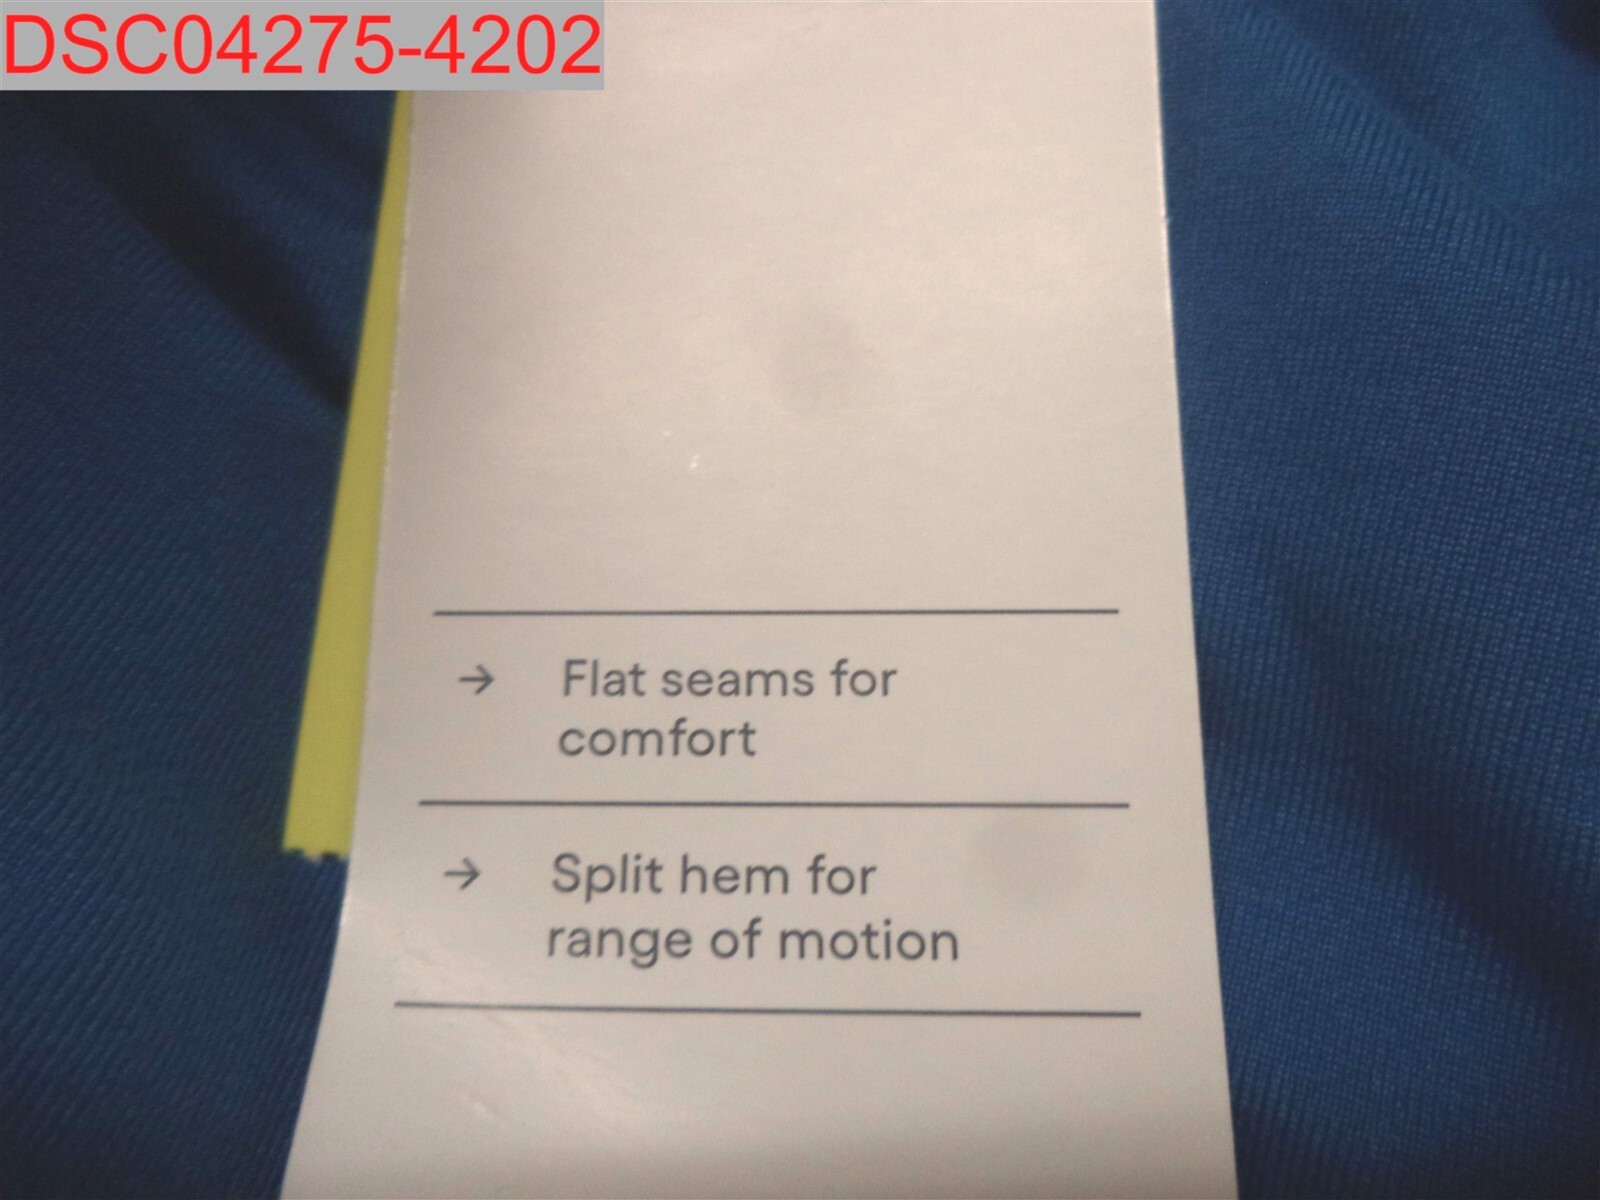 DSC04275-4202
→ Flat seams for
comfort
→ Split hem for
range of motion